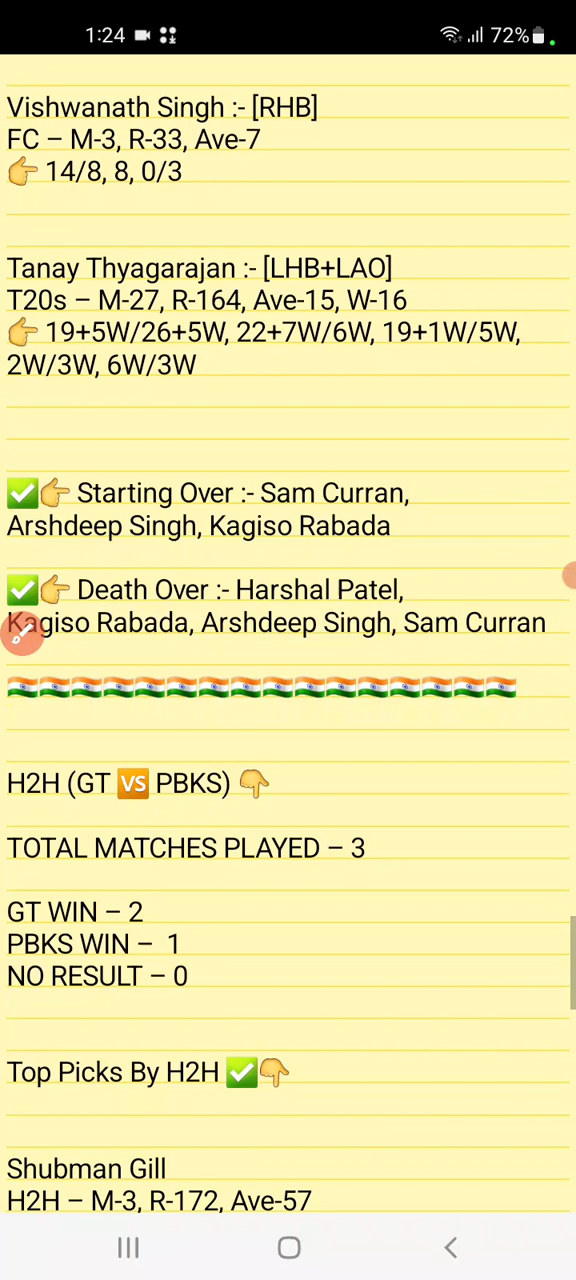 1:24
72%
Vishwanath Singh :- [RHB]
FC – M-3, R-33, Ave-7
👉 14/8, 8, 0/3
Tanay Thyagarajan :- [LHB+LAO]
T20s – M-27, R-164, Ave-15, W-16
👉 19+5W/26+5W, 22+7W/6W, 19+1W/5W,
2W/3W, 6W/3W
✅👉 Starting Over :- Sam Curran,
Arshdeep Singh, Kagiso Rabada
✅👉 Death Over :- Harshal Patel,
Kagiso Rabada, Arshdeep Singh, Sam Curran
🇮🇳🇮🇳🇮🇳🇮🇳🇮🇳🇮🇳🇮🇳🇮🇳🇮🇳🇮🇳🇮🇳🇮🇳🇮🇳🇮🇳🇮🇳🇮🇳
H2H (GT 🆚 PBKS) 👇
TOTAL MATCHES PLAYED – 3
GT WIN – 2
PBKS WIN – 1
NO RESULT – 0
Top Picks By H2H ✅👇
Shubman Gill
H2H – M-3, R-172, Ave-57